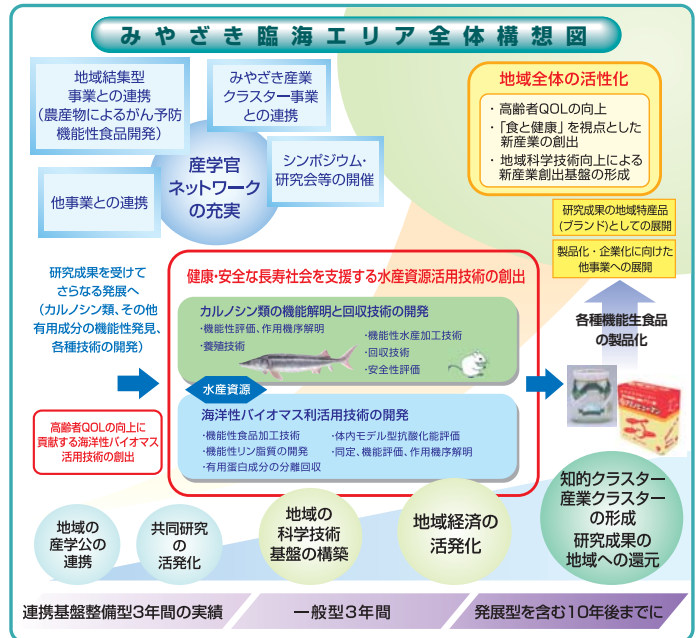 みやざき臨海エリア全体構想図
地域結集型
事業との連携
(農産物によるがん予防
機能性食品開発)
みやざき産業
クラスター事業
との連携
他事業との連携
産学官
ネットワーク
の充実
シンポジウム・
研究会等の開催
地域全体の活性化
・高齢者QOLの向上
・「食と健康」を視点とした
新産業の創出
・地域科学技術向上による
新産業創出基盤の形成
研究成果の地域特産品
(ブランド)としての展開
製品化・企業化に向けた
他事業への展開
各種機能生食品
の製品化
研究成果を受けて
さらなる発展へ
(カルノシン類、その他
有用成分の機能性発見、
各種技術の開発)
高齢者QOLの向上に
貢献する海洋性バイオマス
活用技術の創出
健康・安全な長寿社会を支援する水産資源活用技術の創出
カルノシン類の機能解明と回収技術の開発
・機能性評価、作用機序解明
・養殖技術
・機能性水産加工技術
・回収技術
・安全性評価
水産資源
海洋性バイオマス利活用技術の開発
・機能性食品加工技術
・機能性リン脂質の開発
・有用蛋白成分の分離回収
・体内モデル型抗酸化能評価
・同定、機能評価、作用機序解明
地域の
産学公の
連携
共同研究
の
活発化
地域の
科学技術
基盤の構築
地域経済の
活発化
知的クラスター
産業クラスター
の形成
研究成果の
地域への還元
連携基盤整備型3年間の実績
一般型3年間
発展型を含む10年後までに